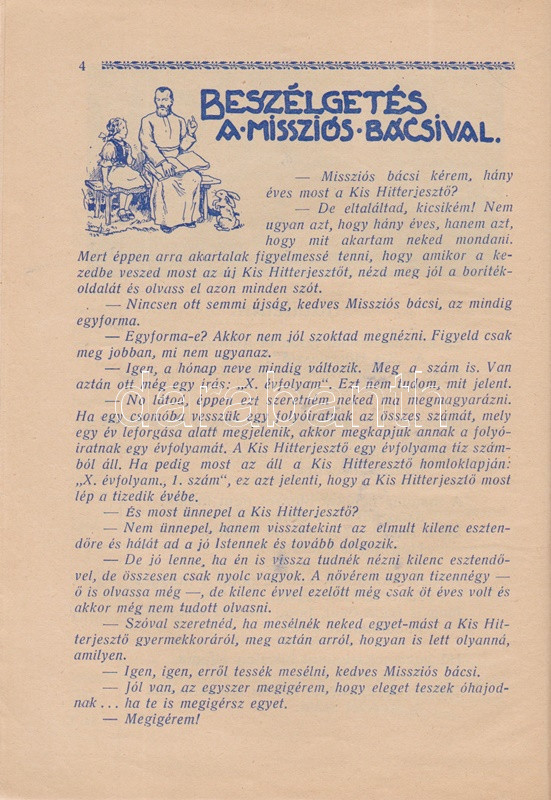 4
BESZÉLGETÉS
A·MISSZIÓS·BÁCSIVAL.
— Missziós bácsi kérem, hány
éves most a Kis Hitterjesztő?
— De eltaláltad, kicsikém! Nem
ugyan azt, hogy hány éves, hanem azt,
hogy mit akartam neked mondani.
Mert éppen arra akartalak figyelmessé tenni, hogy amikor a ke-
zedbe veszed most az új Kis Hitterjesztőt, nézd meg jól a boríték-
oldalát és olvass el azon minden szót.
— Nincsen ott semmi újság, kedves Missziós bácsi, az mindig
egyforma.
— Egyforma-e? Akkor nem jól szoktad megnézni. Figyeld csak
meg jobban, mi nem ugyanaz.
— Igen, a hónap neve mindig változik. Meg a szám is. Van
aztán ott még egy írás: „X. évfolyam". Ezt nem tudom, mit jelent.
— No látod, éppen ezt szeretném neked ma megmagyarázni.
Ha egy csomóba vesszük egy folyóiratnak az összes számát, mely
egy év leforgása alatt megjelenik, akkor megkapjuk annak a folyó-
iratnak egy évfolyamát. A Kis Hitterjesztő egy évfolyama tíz szám-
ból áll. Ha pedig most az áll a Kis Hitteresztő homloklapján:
„X. évfolyam., 1. szám", ez azt jelenti, hogy a Kis Hitterjesztő most
lép a tizedik évébe.
— És most ünnepel a Kis Hitterjesztő?
— Nem ünnepel, hanem visszatekint az elmult kilenc eszten-
dőre és hálát ad a jó Istennek és tovább dolgozik.
— De jó lenne, ha én is vissza tudnék nézni kilenc esztendő-
vel, de összesen csak nyolc vagyok. A nővérem ugyan tizennégy —
ő is olvassa még —, de kilenc évvel ezelőtt még csak öt éves volt és
akkor még nem tudott olvasni.
— Szóval szeretnéd, ha mesélnék neked egyet-mást a Kis Hit-
terjesztő gyermekkoráról, meg aztán arról, hogyan is lett olyanná,
amilyen.
— Igen, igen, erről tessék mesélni, kedves Missziós bácsi.
— Jól van, az egyszer megigérem, hogy eleget teszek óhajod-
nak... ha te is megigérsz egyet.
— Megigérem!
darabanth